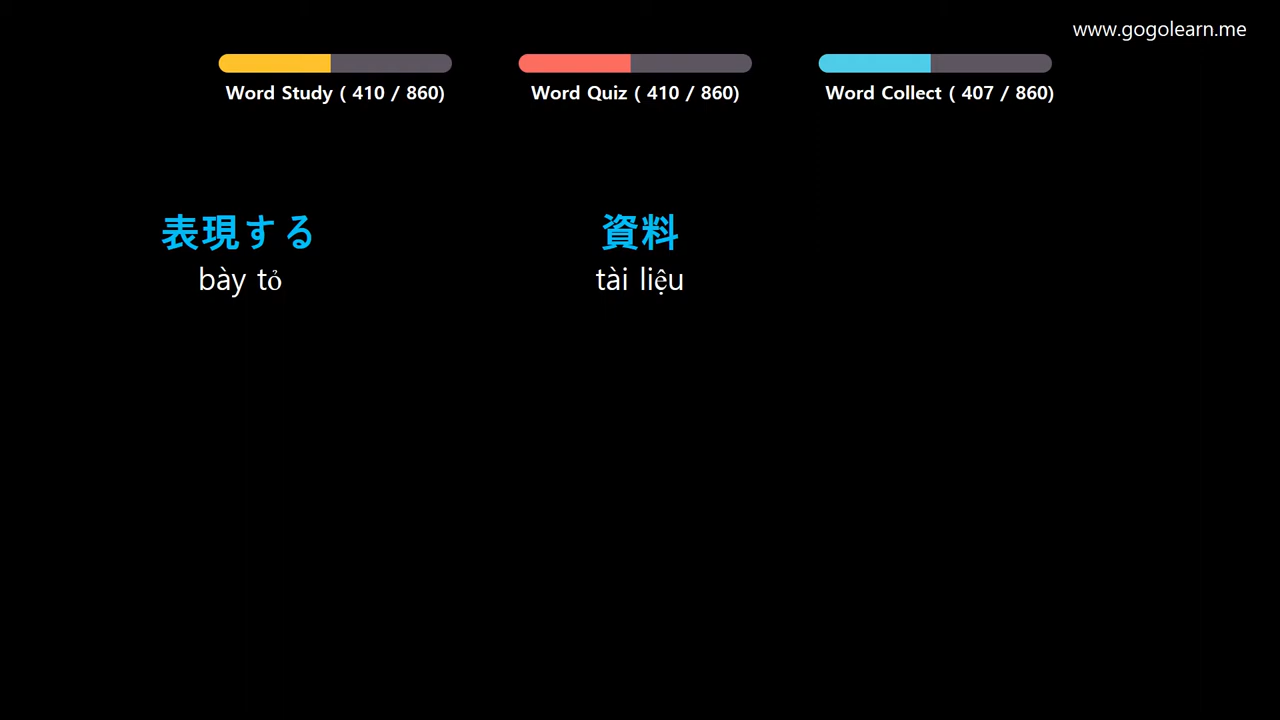 www.gogolearn.me
Word Study ( 410 / 860)
Word Quiz ( 410 / 860)
Word Collect ( 407 / 860)
表現する
bày tỏ
資料
tài liệu